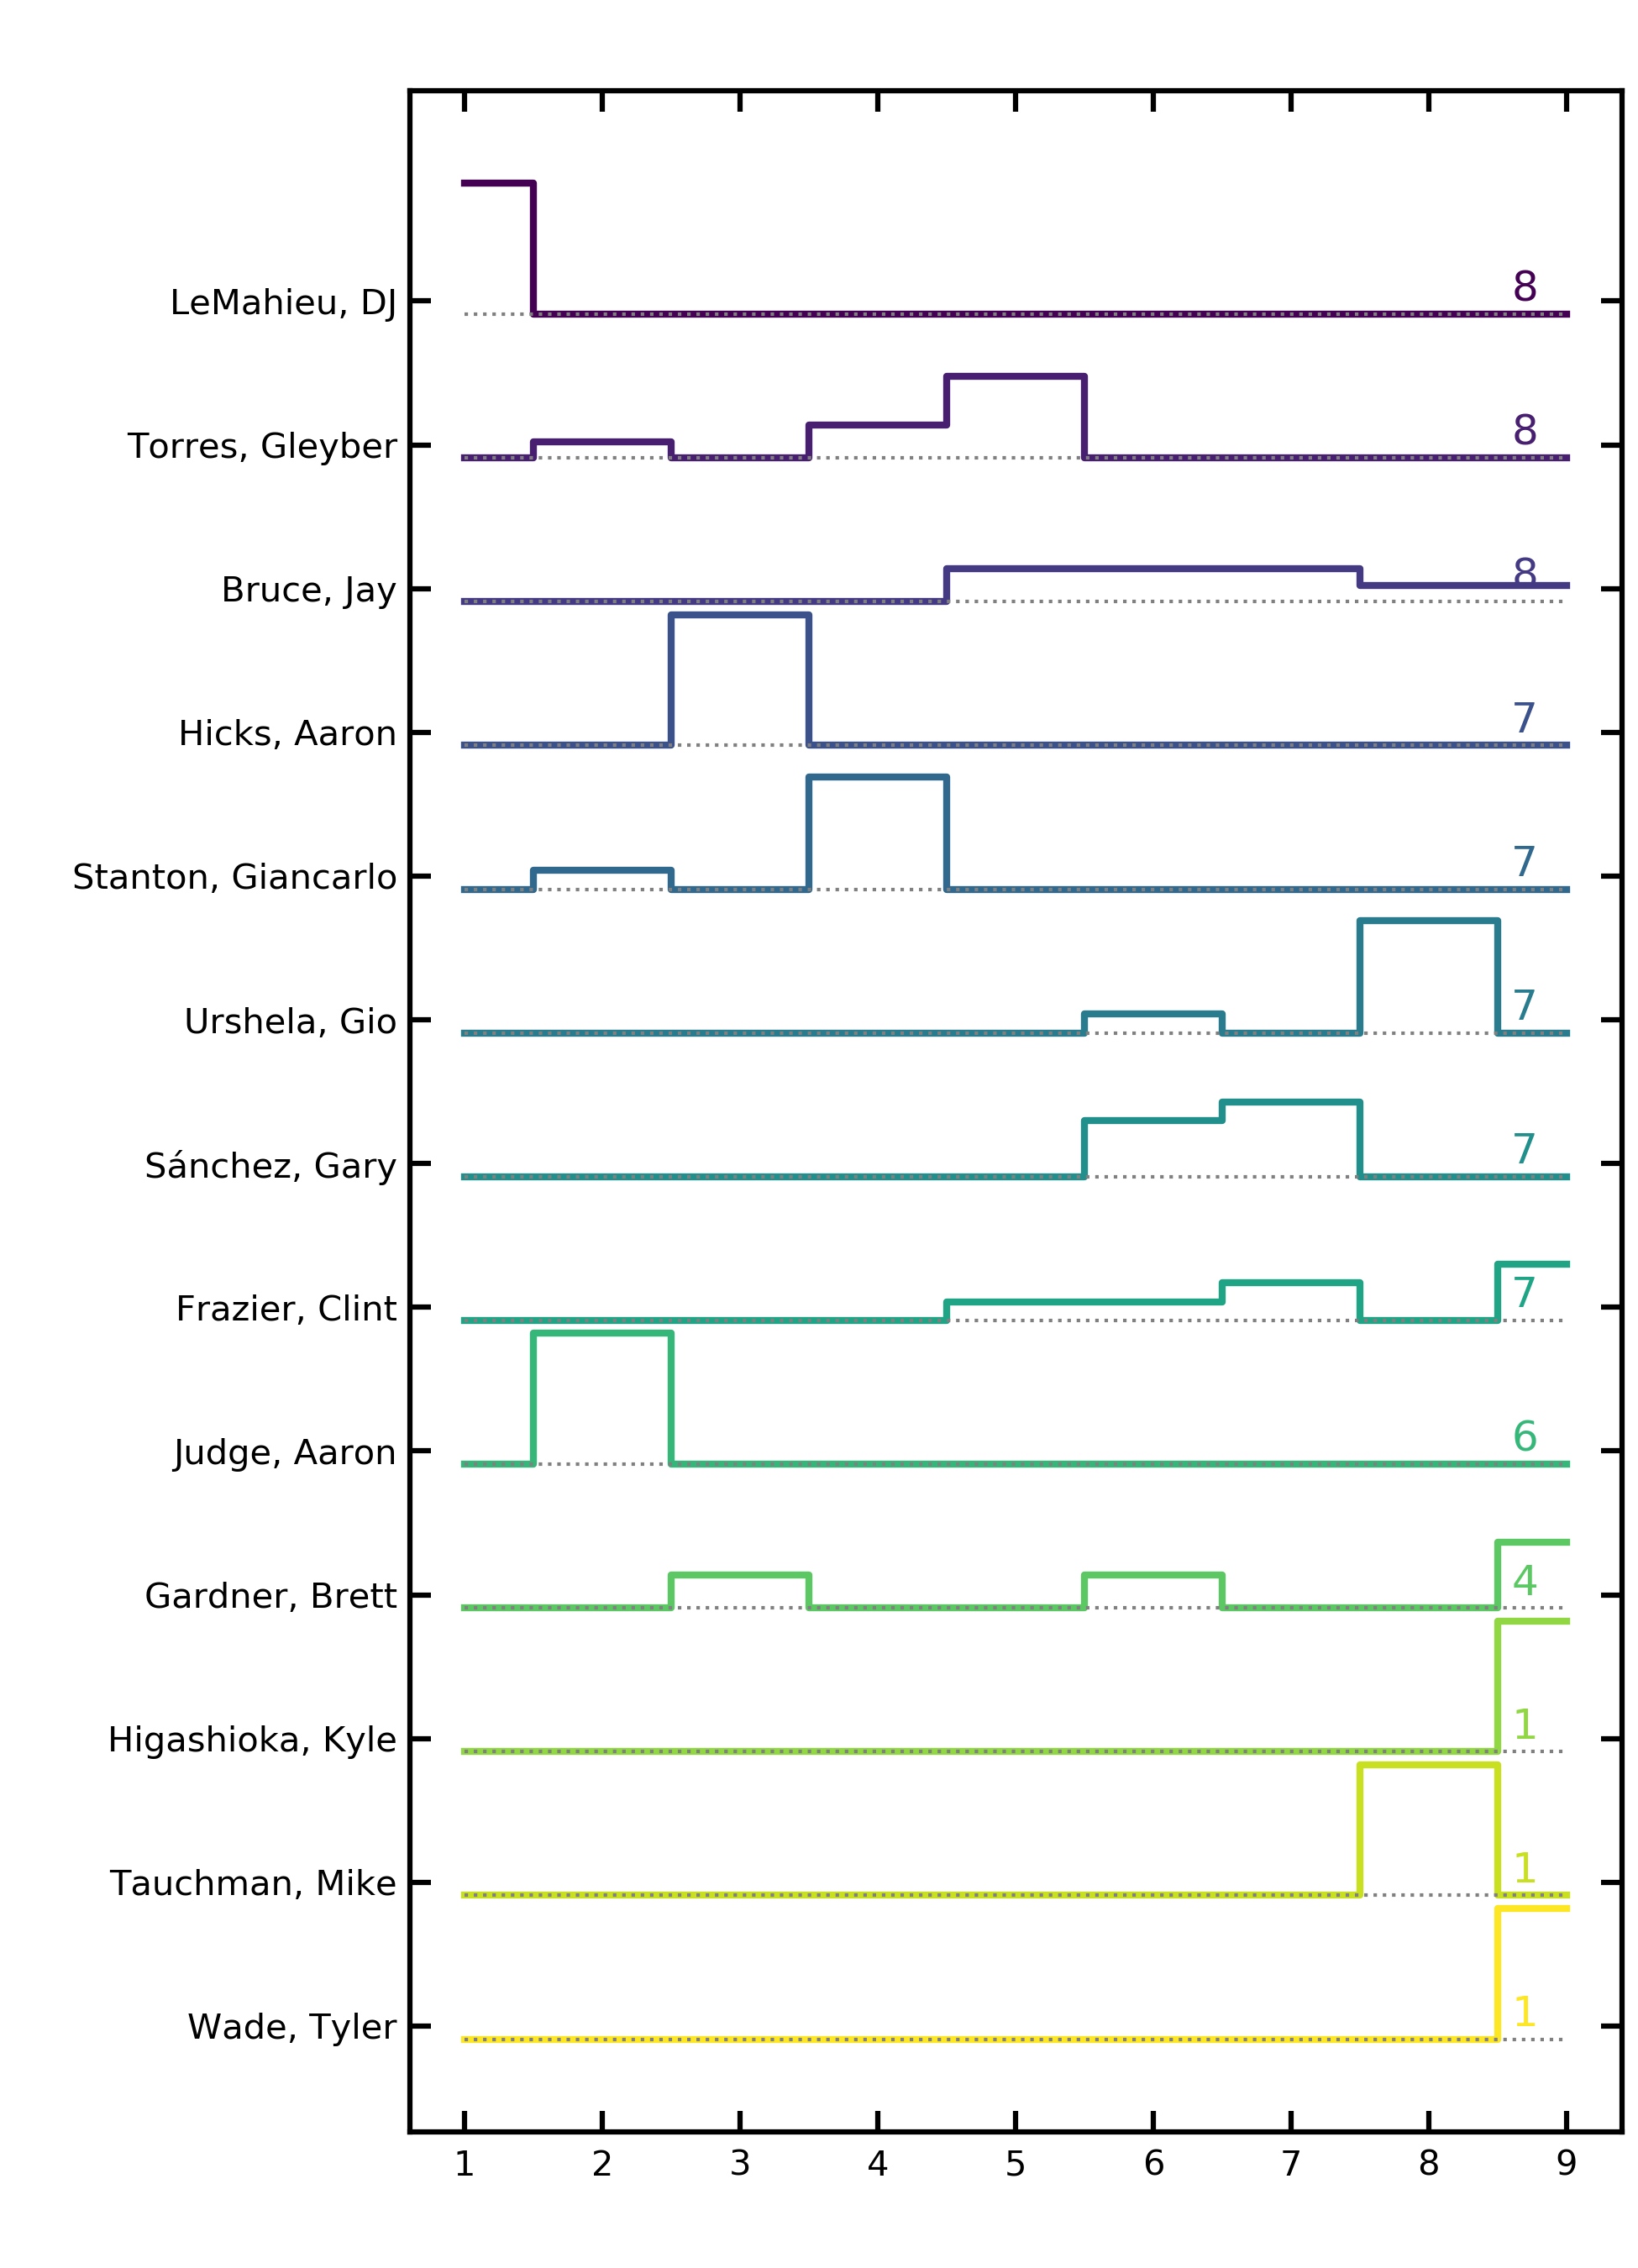 LeMahieu, DJ 8
Torres, Gleyber 8
Bruce, Jay 8
Hicks, Aaron 7
Stanton, Giancarlo 7
Urshela, Gio 7
Sánchez, Gary 7
Frazier, Clint 7
Judge, Aaron 6
Gardner, Brett 4
Higashioka, Kyle 1
Tauchman, Mike 1
Wade, Tyler 1
1 2 3 4 5 6 7 8 9